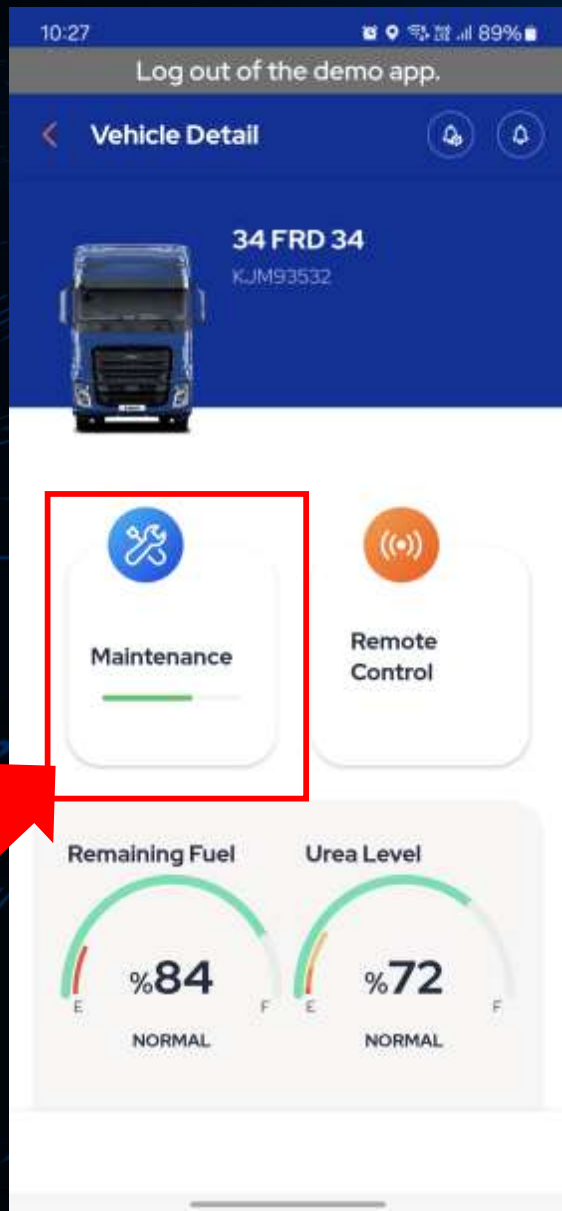 10:27 89%
Log out of the demo app.
Vehicle Detail
34 FRD 34
KJM93532
Maintenance
Remote
Control
Remaining Fuel Urea Level
%84 %72
E F E F
NORMAL NORMAL